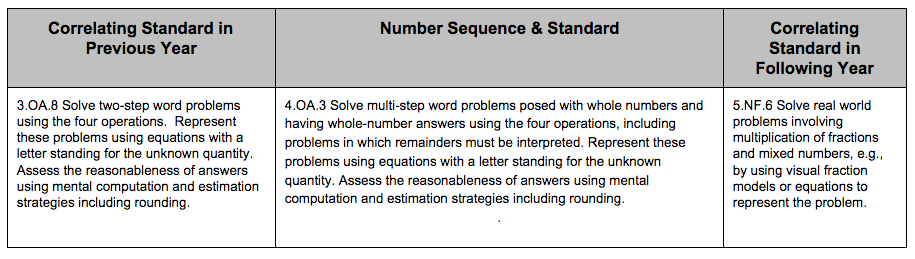 Correlating Standard in
Previous Year
Number Sequence & Standard
Correlating
Standard in
Following Year
3.OA.8 Solve two-step word problems
using the four operations.  Represent
these problems using equations with a
letter standing for the unknown quantity.
Assess the reasonableness of answers
using mental computation and estimation
strategies including rounding.
4.OA.3 Solve multi-step word problems posed with whole numbers and
having whole-number answers using the four operations, including
problems in which remainders must be interpreted. Represent these
problems using equations with a letter standing for the unknown
quantity. Assess the reasonableness of answers using mental
computation and estimation strategies including rounding.
.
5.NF.6 Solve real world
problems involving
multiplication of fractions
and mixed numbers, e.g.,
by using visual fraction
models or equations to
represent the problem.